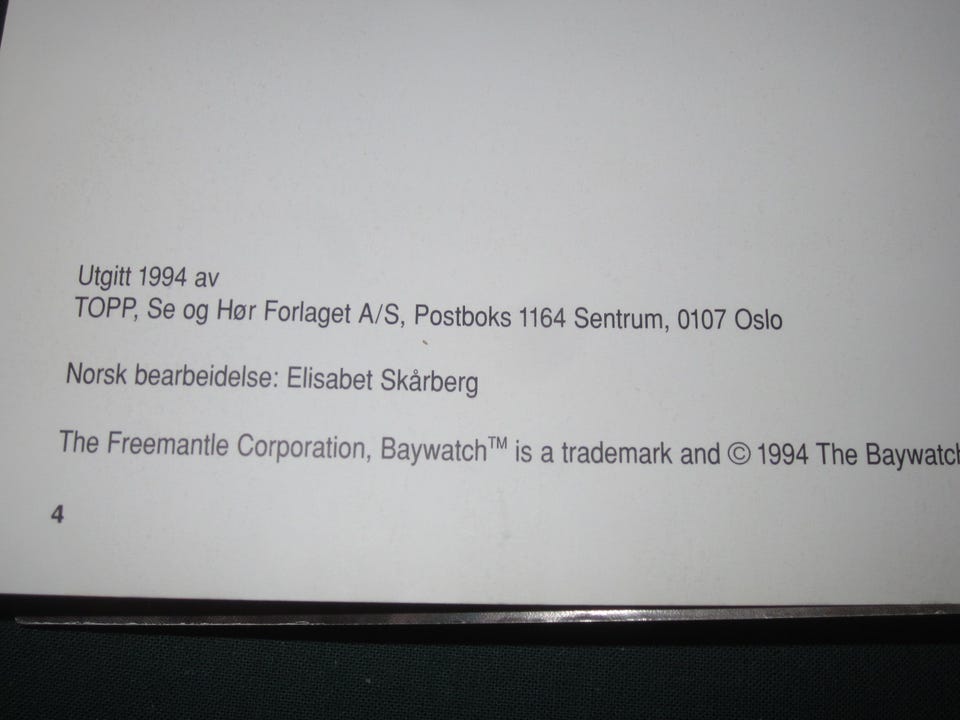 Utgitt 1994 av
TOPP, Se og Hør Forlaget A/S, Postboks 1164 Sentrum, 0107 Oslo
Norsk bearbeidelse: Elisabet Skårberg
The Freemantle Corporation, Baywatch™ is a trademark and © 1994 The Baywatch
4